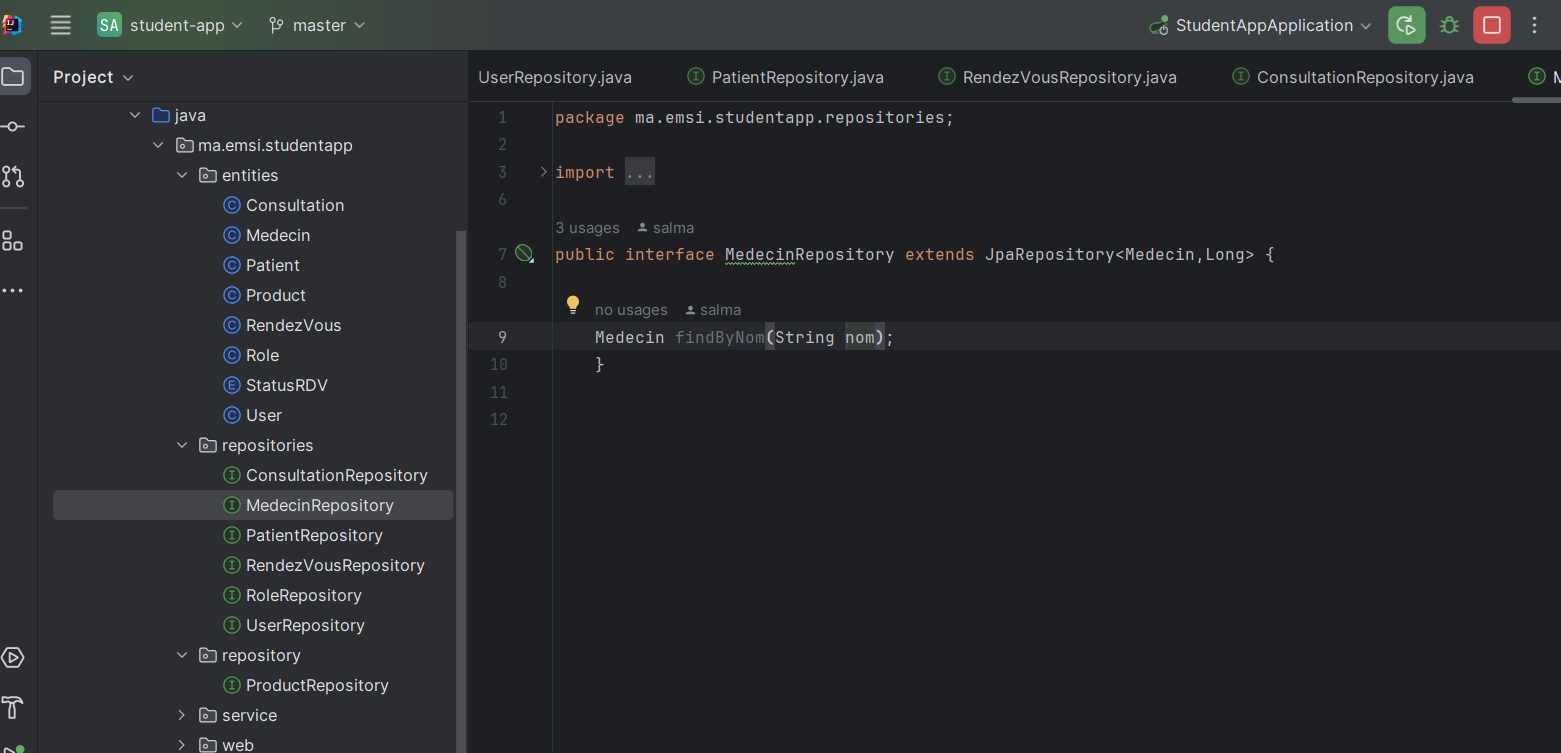 SA student-app master StudentAppApplication
Project
UserRepository.java PatientRepository.java RendezVousRepository.java ConsultationRepository.java M
java
ma.emsi.studentapp
entities
Consultation
Medecin
Patient
Product
RendezVous
Role
StatusRDV
User
repositories
ConsultationRepository
MedecinRepository
PatientRepository
RendezVousRepository
RoleRepository
UserRepository
repository
ProductRepository
service
web
1 package ma.emsi.studentapp.repositories;
2
3 import ...
6
3 usages salma
7 public interface MedecinRepository extends JpaRepository<Medecin,Long> {
8
no usages salma
9 Medecin findByNom(String nom);
10 }
11
12